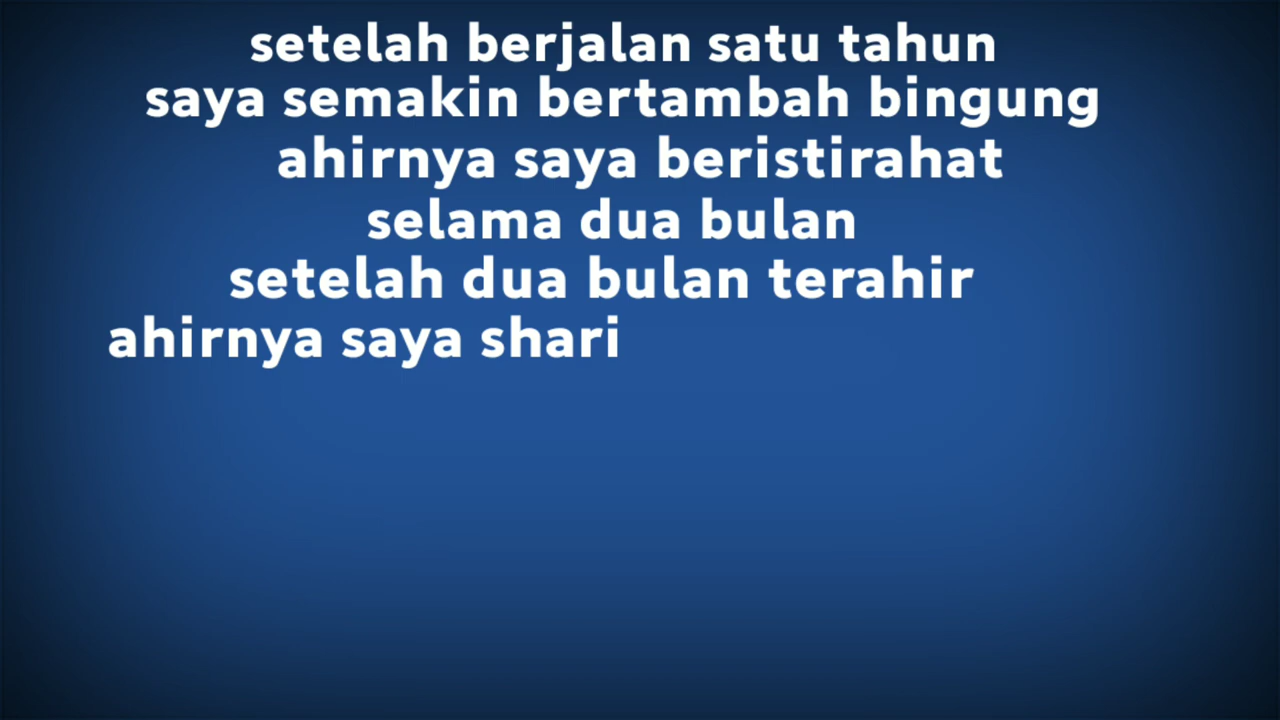 setelah berjalan satu tahun
saya semakin bertambah bingung
ahirnya saya beristirahat
selama dua bulan
setelah dua bulan terahir
ahirnya saya shari